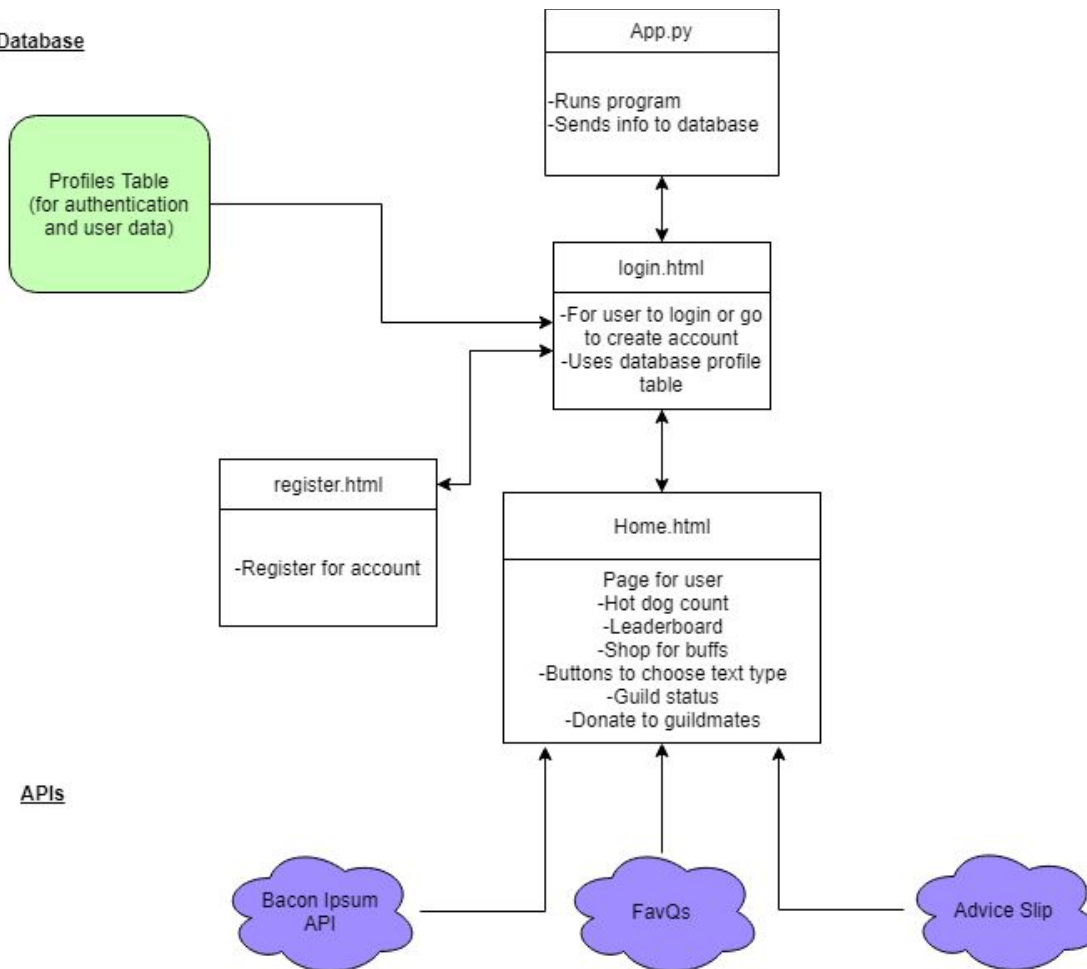 Database
App.py
-Runs program
-Sends info to database
Profiles Table
(for authentication
and user data)
login.html
-For user to login or go
to create account
-Uses database profile
table
register.html
-Register for account
Home.html
Page for user
-Hot dog count
-Leaderboard
-Shop for buffs
-Buttons to choose text type
-Guild status
-Donate to guildmates
APIs
Bacon Ipsum
API
FavQs
Advice Slip